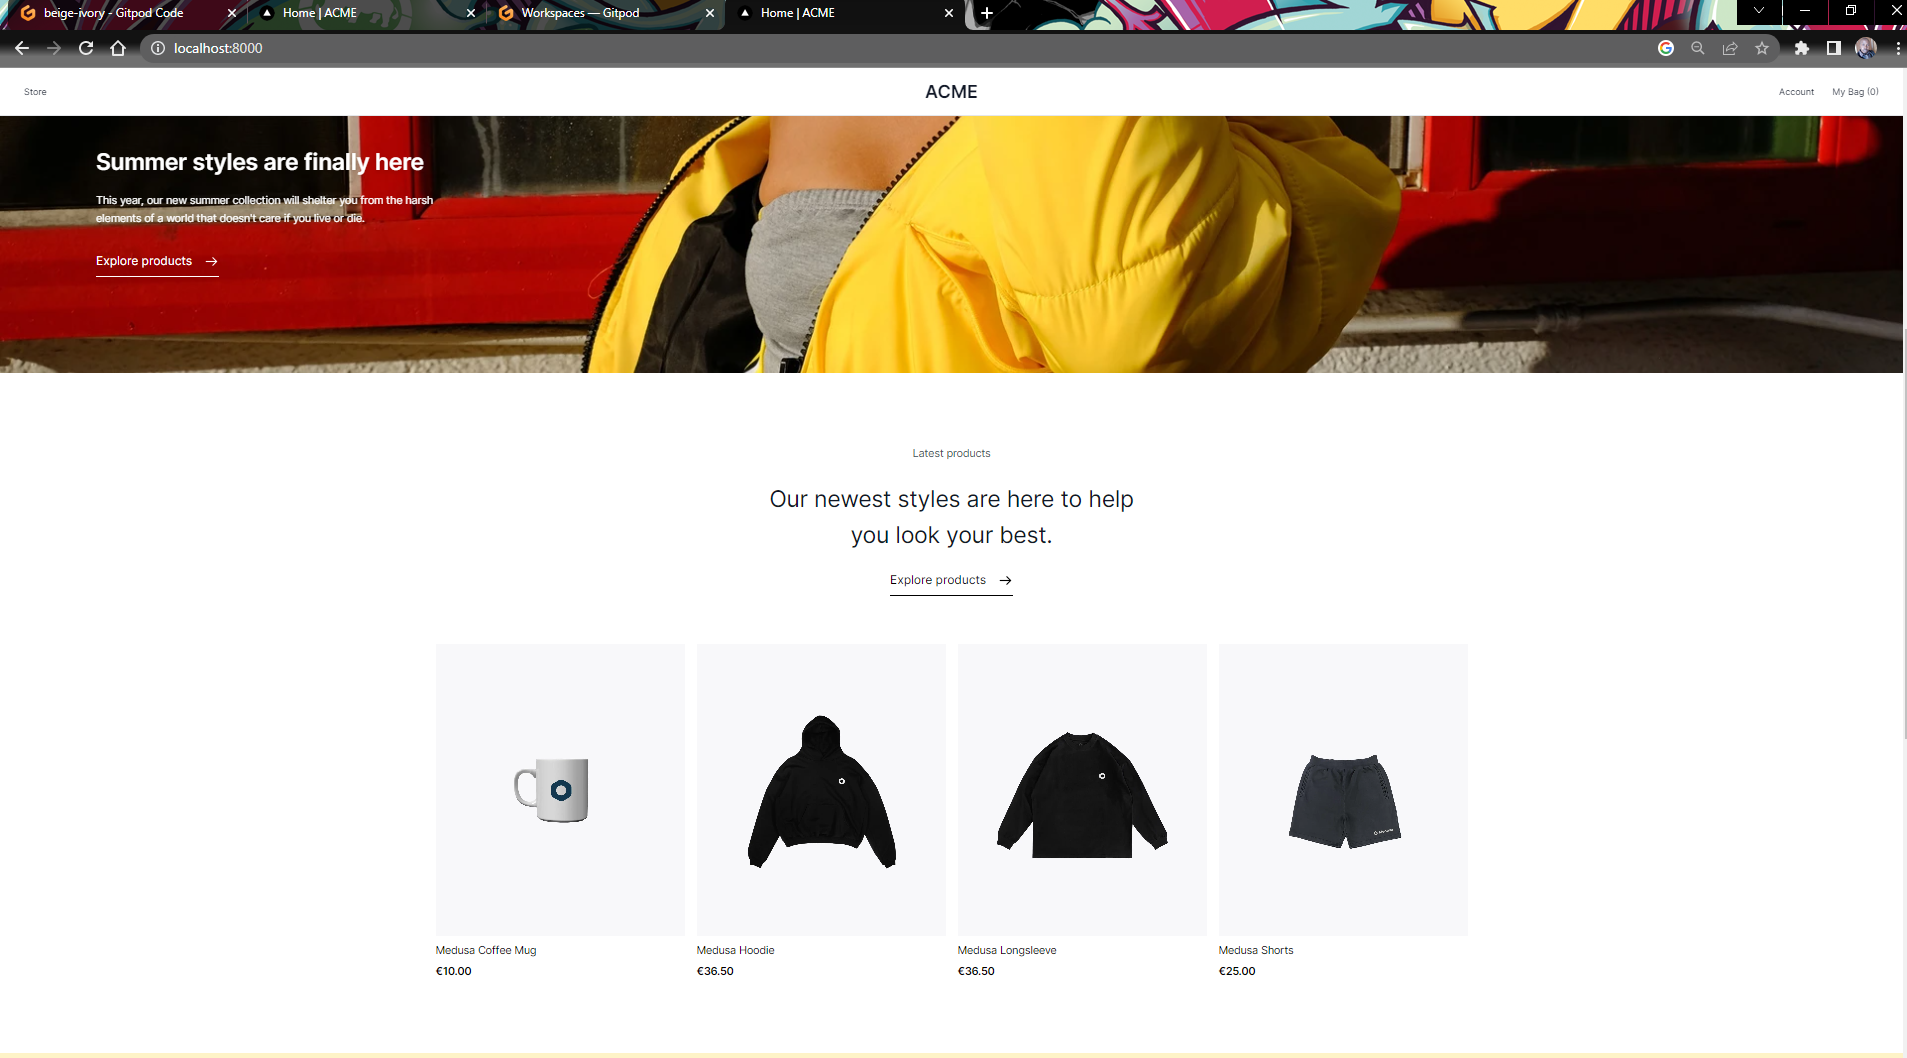 beige-ivory - Gitpod Code
Home | ACME
Workspaces — Gitpod
Home | ACME
localhost:8000
Store
ACME
Account
My Bag (0)
Summer styles are finally here
This year, our new summer collection will shelter you from the harsh
elements of a world that doesn't care if you live or die.
Explore products
Latest products
Our newest styles are here to help
you look your best.
Explore products
Medusa Coffee Mug
€10.00
Medusa Hoodie
€36.50
Medusa Longsleeve
€36.50
Medusa Shorts
€25.00